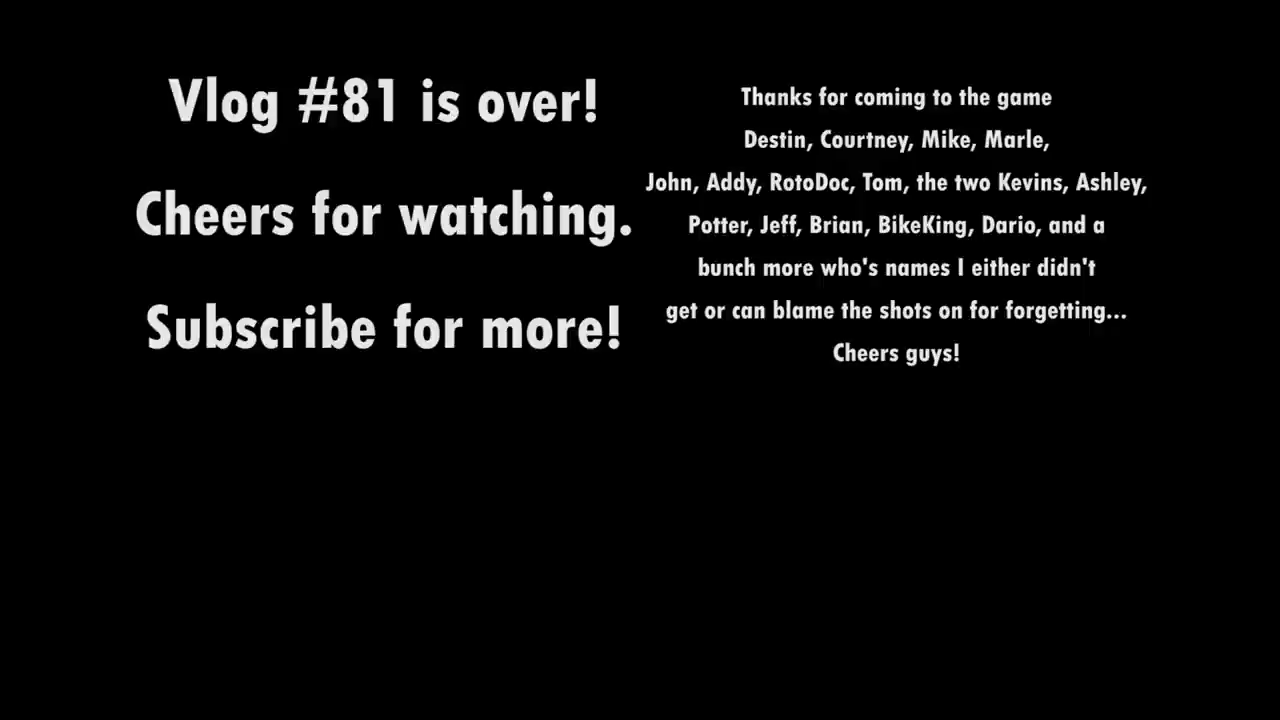 Vlog #81 is over!
Cheers for watching.
Subscribe for more!
Thanks for coming to the game
Destin, Courtney, Mike, Marle,
John, Addy, RotoDoc, Tom, the two Kevins, Ashley,
Potter, Jeff, Brian, BikeKing, Dario, and a
bunch more who's names I either didn't
get or can blame the shots on for forgetting...
Cheers guys!